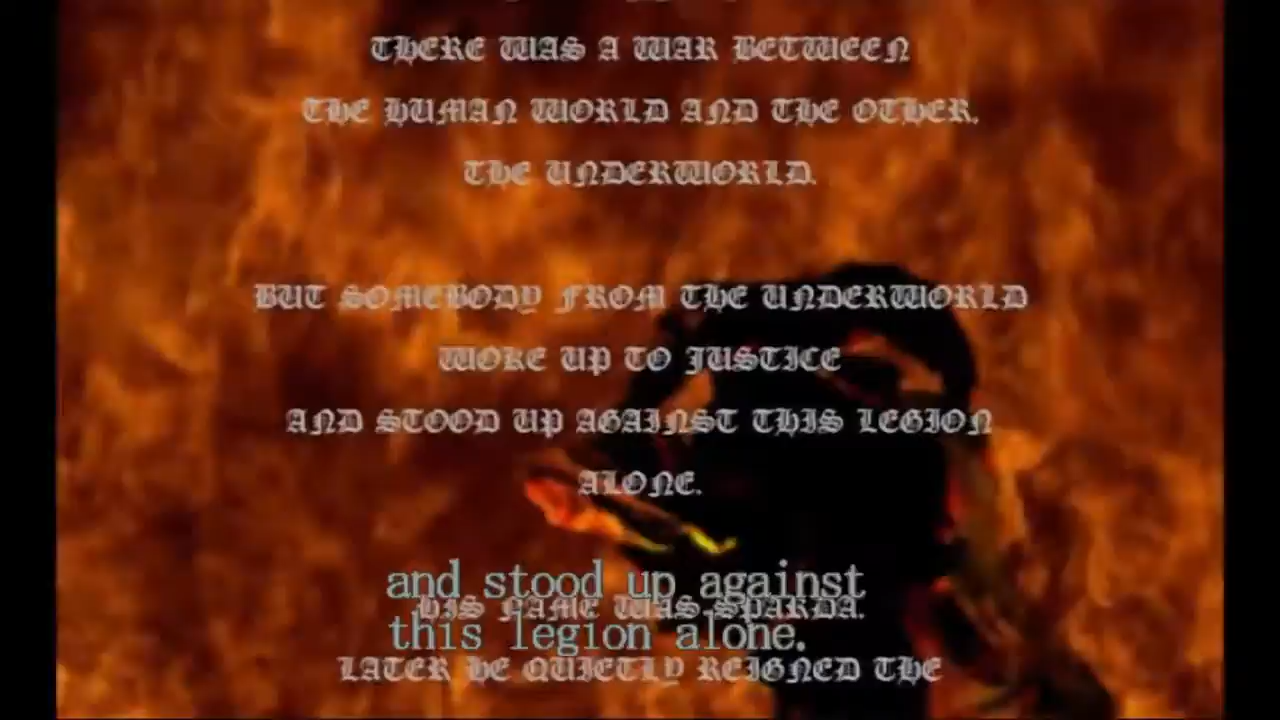 THERE WAS A WAR BETWEEN
THE HUMAN WORLD AND THE OTHER,
THE UNDERWORLD.
BUT SOMEBODY FROM THE UNDERWORLD
WOKE UP TO JUSTICE
AND STOOD UP AGAINST THIS LEGION
ALONE.
and stood up against
HIS NAME WAS SPARDA.
this legion alone.
LATER HE QUIETLY REIGNED THE